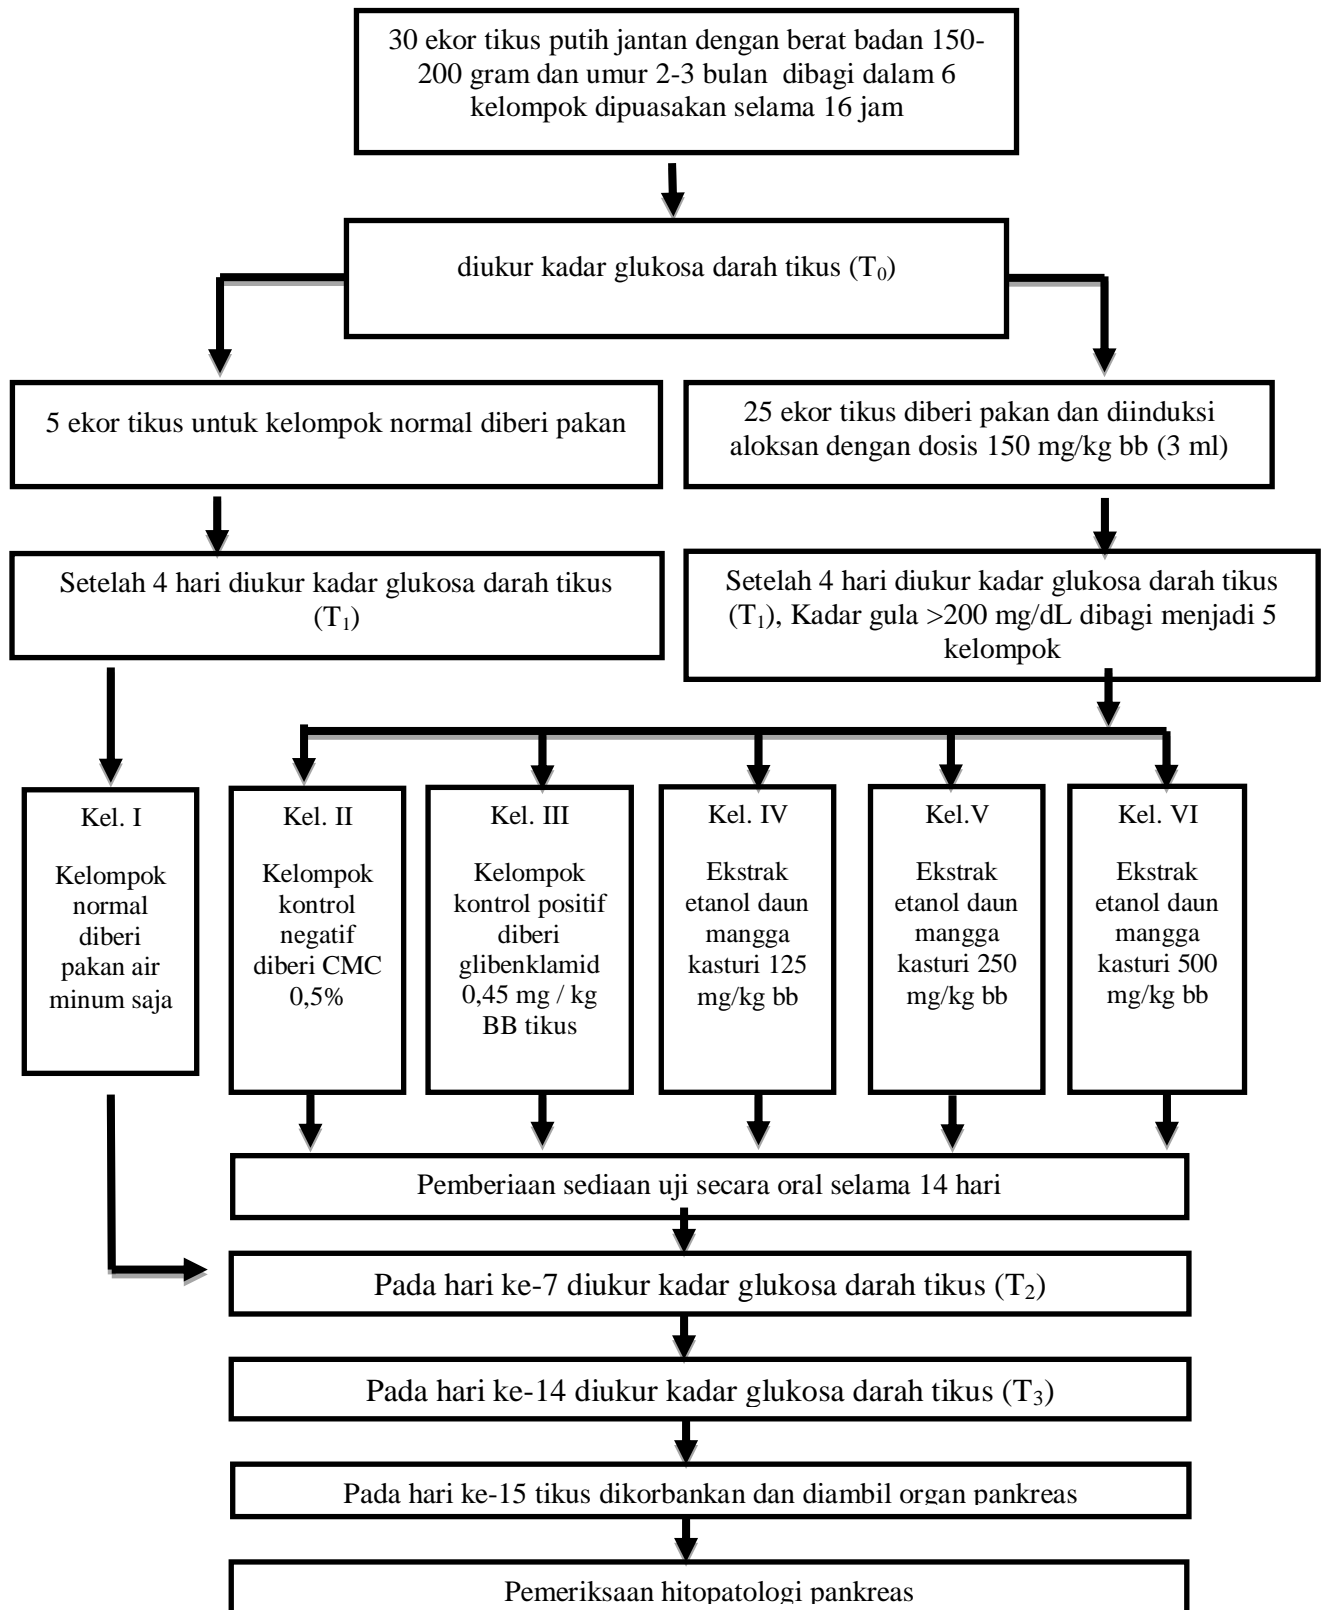 30 ekor tikus putih jantan dengan berat badan 150-
200 gram dan umur 2-3 bulan dibagi dalam 6
kelompok dipuasakan selama 16 jam
diukur kadar glukosa darah tikus (T0)
5 ekor tikus untuk kelompok normal diberi pakan
25 ekor tikus diberi pakan dan diinduksi
aloksan dengan dosis 150 mg/kg bb (3 ml)
Setelah 4 hari diukur kadar glukosa darah tikus
(T1)
Setelah 4 hari diukur kadar glukosa darah tikus
(T1), Kadar gula >200 mg/dL dibagi menjadi 5
kelompok
Kel. I
Kelompok
normal
diberi
pakan air
minum saja
Kel. II
Kelompok
kontrol
negatif
diberi CMC
0,5%
Kel. III
Kelompok
kontrol positif
diberi
glibenklamid
0,45 mg / kg
BB tikus
Kel. IV
Ekstrak
etanol daun
mangga
kasturi 125
mg/kg bb
Kel.V
Ekstrak
etanol daun
mangga
kasturi 250
mg/kg bb
Kel. VI
Ekstrak
etanol daun
mangga
kasturi 500
mg/kg bb
Pemberiaan sediaan uji secara oral selama 14 hari
Pada hari ke-7 diukur kadar glukosa darah tikus (T2)
Pada hari ke-14 diukur kadar glukosa darah tikus (T3)
Pada hari ke-15 tikus dikorbankan dan diambil organ pankreas
Pemeriksaan hitopatologi pankreas